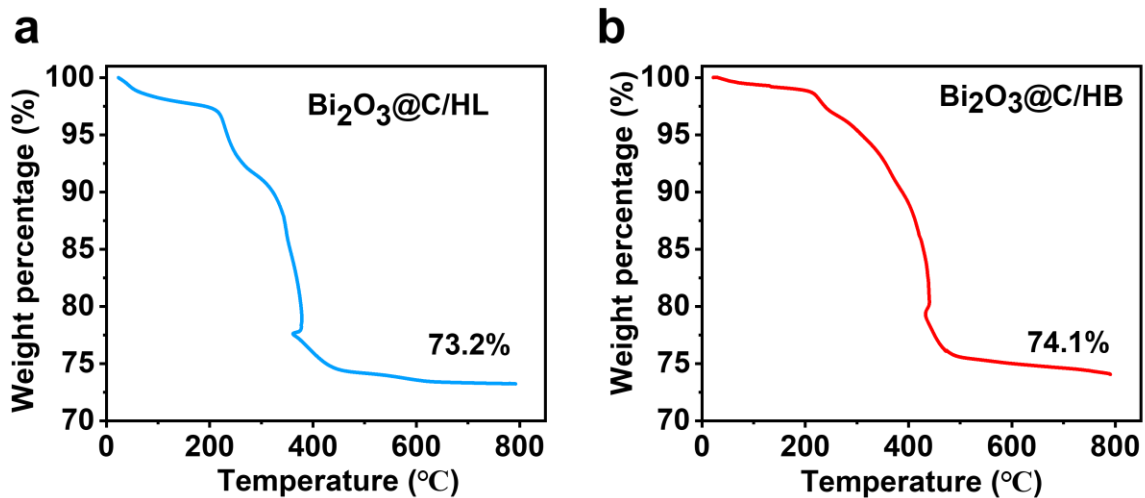 a
Weight percentage (%)
100
95
90
85
80
75
70
Bi₂O₃@C/HL
73.2%
0 200 400 600 800
Temperature (℃)
b
Weight percentage (%)
100
95
90
85
80
75
70
Bi₂O₃@C/HB
74.1%
0 200 400 600 800
Temperature (℃)